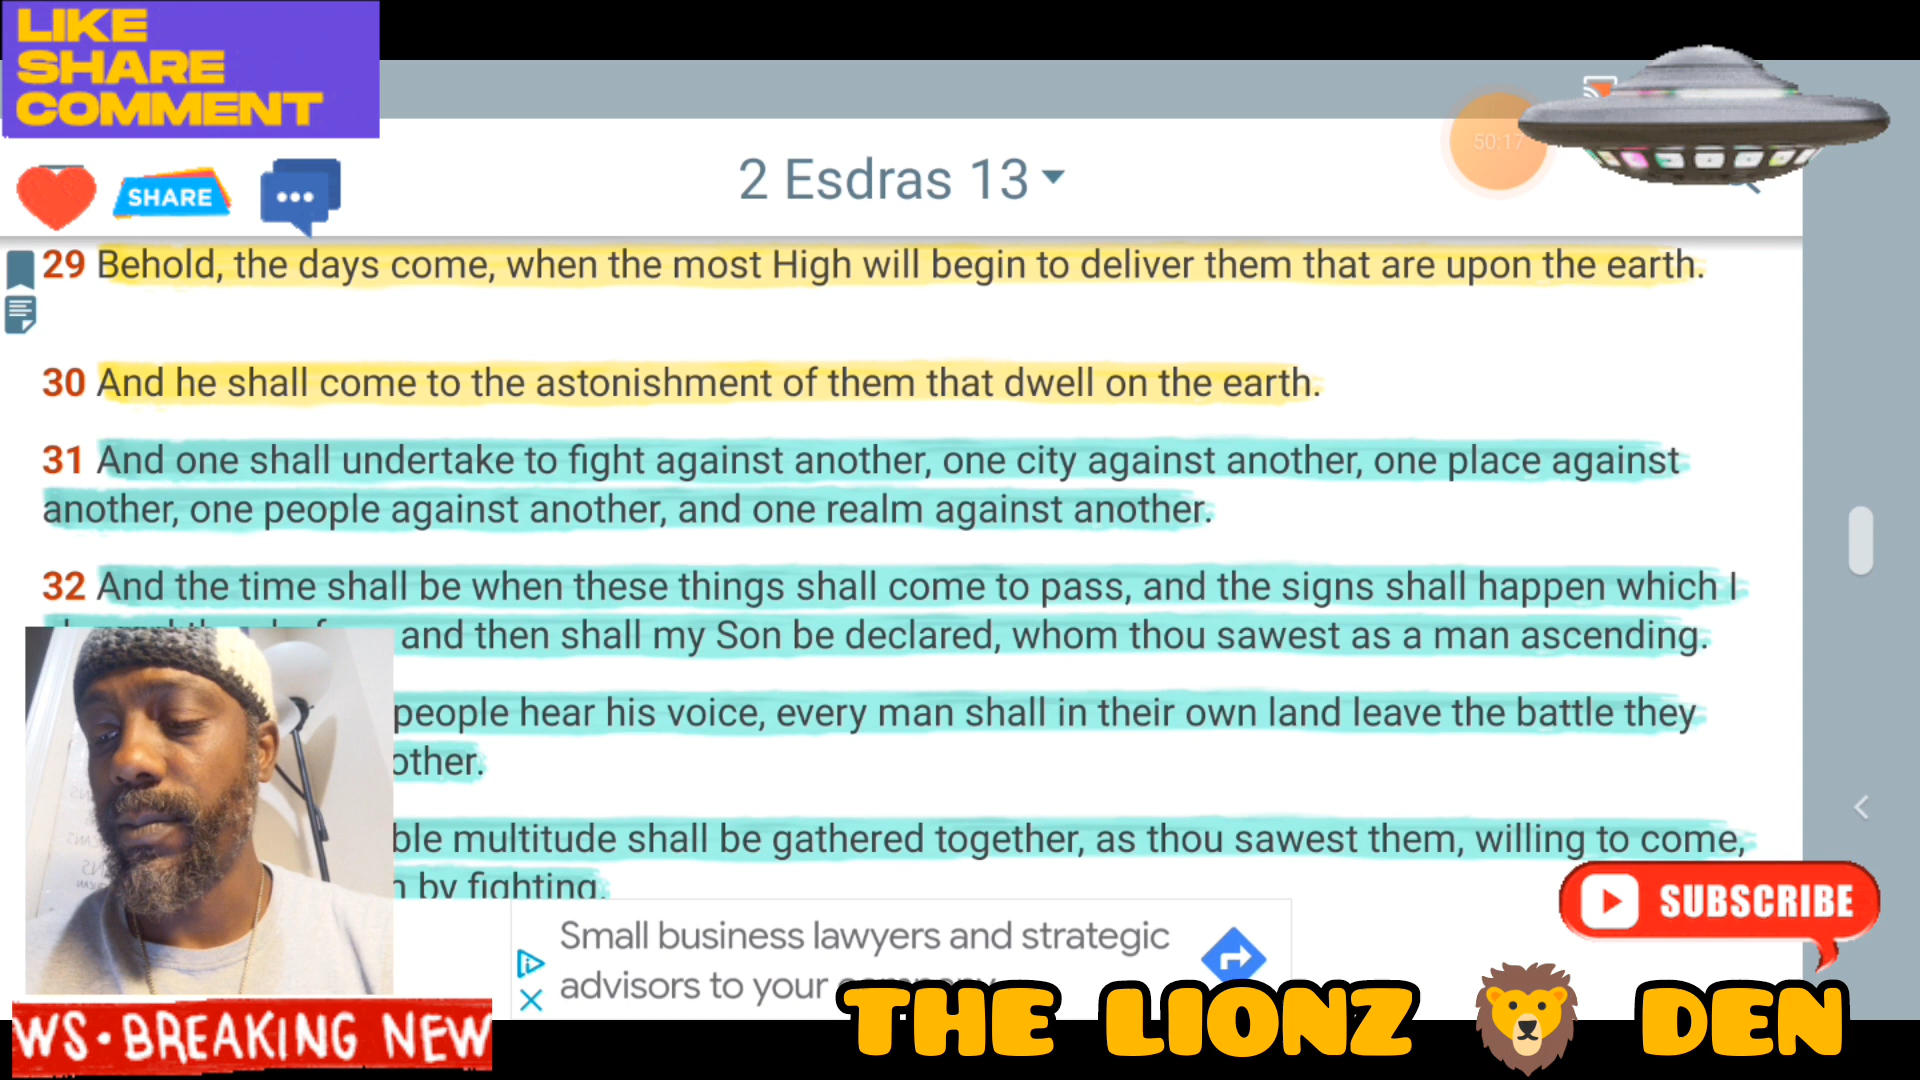 LIKE
SHARE
COMMENT
SHARE
2 Esdras 13
50:17
29 Behold, the days come, when the most High will begin to deliver them that are upon the earth.
30 And he shall come to the astonishment of them that dwell on the earth.
31 And one shall undertake to fight against another, one city against another, one place against
another, one people against another, and one realm against another.
32 And the time shall be when these things shall come to pass, and the signs shall happen which I
and then shall my Son be declared, whom thou sawest as a man ascending.
people hear his voice, every man shall in their own land leave the battle they
other.
ble multitude shall be gathered together, as thou sawest them, willing to come,
n by fighting.
Small business lawyers and strategic
advisors to your
SUBSCRIBE
WS•BREAKING NEW
THE LIONZ DEN